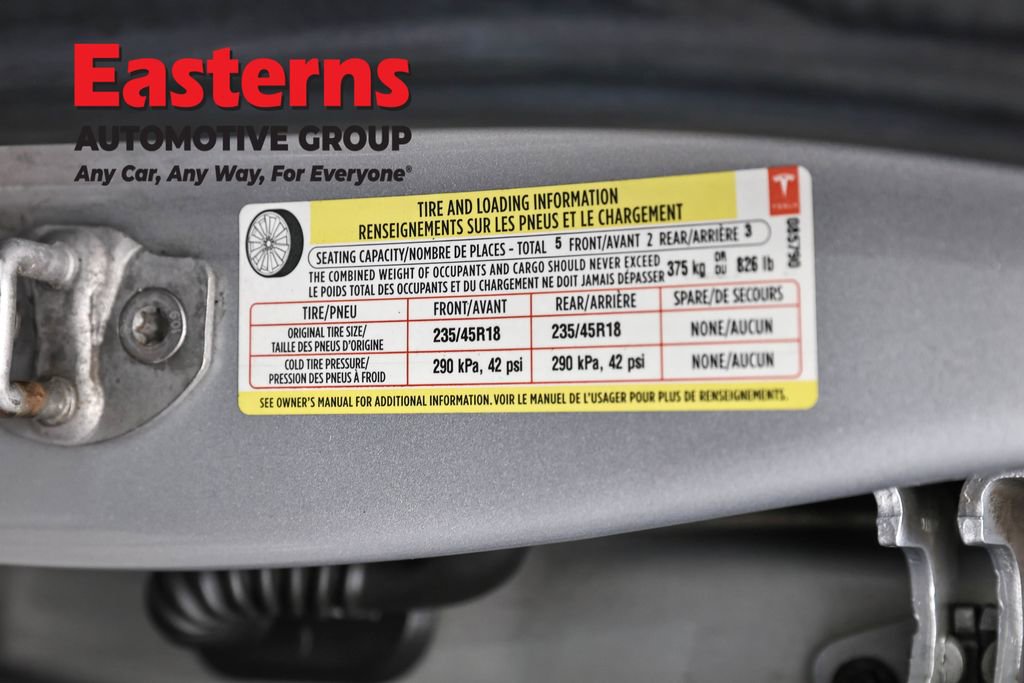 Easterns
AUTOMOTIVE GROUP
Any Car, Any Way, For Everyone®
TIRE AND LOADING INFORMATION
RENSEIGNEMENTS SUR LES PNEUS ET LE CHARGEMENT
TESLA
SEATING CAPACITY/NOMBRE DE PLACES - TOTAL 5 FRONT/AVANT 2 REAR/ARRIÈRE 3
THE COMBINED WEIGHT OF OCCUPANTS AND CARGO SHOULD NEVER EXCEED
LE POIDS TOTAL DES OCCUPANTS ET DU CHARGEMENT NE DOIT JAMAIS DÉPASSER
375 kg OR OU 826 lb
085790
TIRE/PNEU FRONT/AVANT REAR/ARRIÈRE SPARE/DE SECOURS
ORIGINAL TIRE SIZE/
TAILLE DES PNEUS D'ORIGINE
235/45R18 235/45R18 NONE/AUCUN
COLD TIRE PRESSURE/
PRESSION DES PNEUS À FROID
290 kPa, 42 psi 290 kPa, 42 psi NONE/AUCUN
SEE OWNER'S MANUAL FOR ADDITIONAL INFORMATION. VOIR LE MANUEL DE L'USAGER POUR PLUS DE RENSEIGNEMENTS.